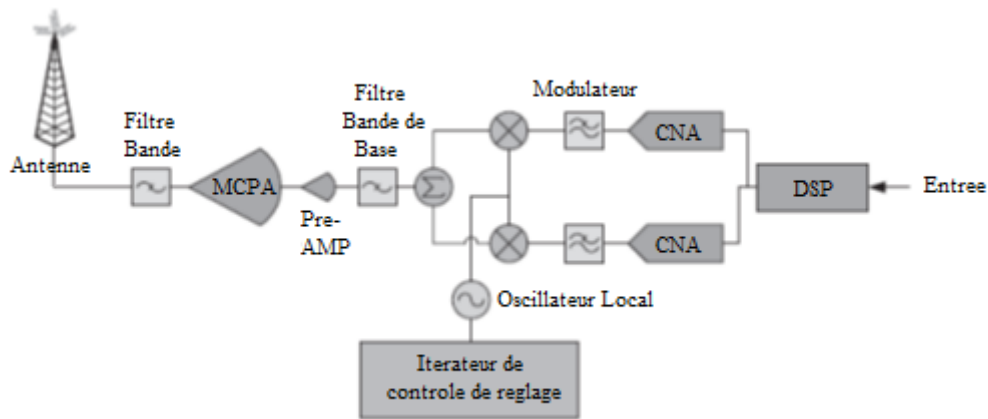 Antenne
Filtre
Bande
MCPA
Pre-
AMP
Filtre
Bande de
Base
Σ
Modulateur
CNA
CNA
DSP
Entree
Oscillateur Local
Iterateur de
controle de reglage